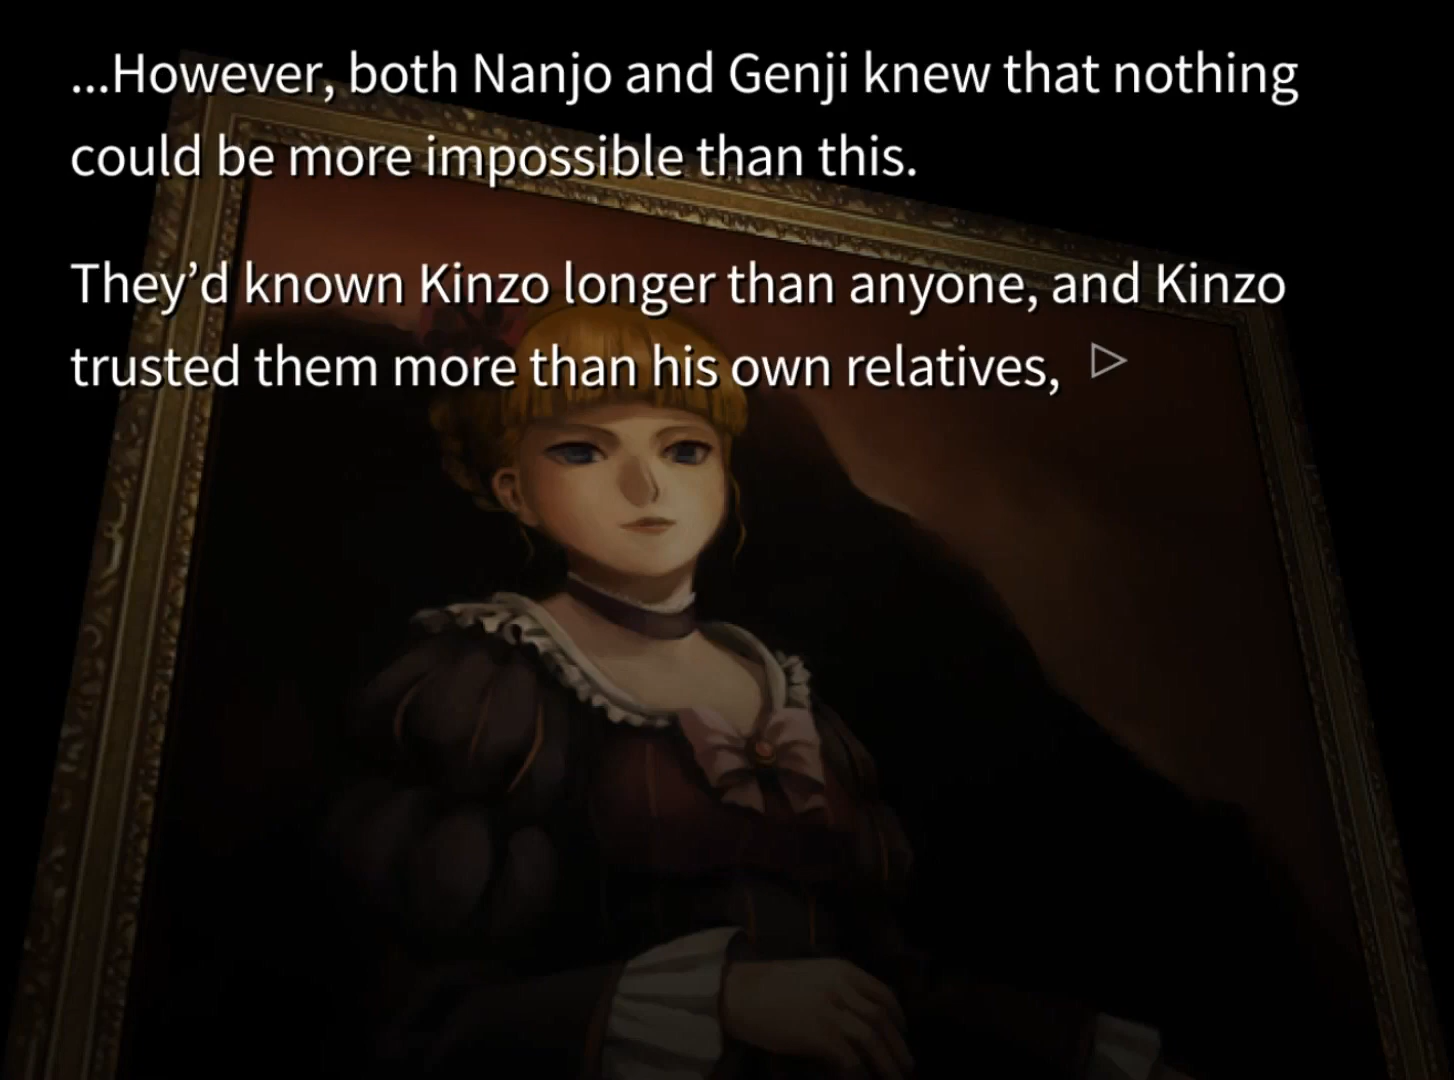 ...However, both Nanjo and Genji knew that nothing
could be more impossible than this.
They’d known Kinzo longer than anyone, and Kinzo
trusted them more than his own relatives,